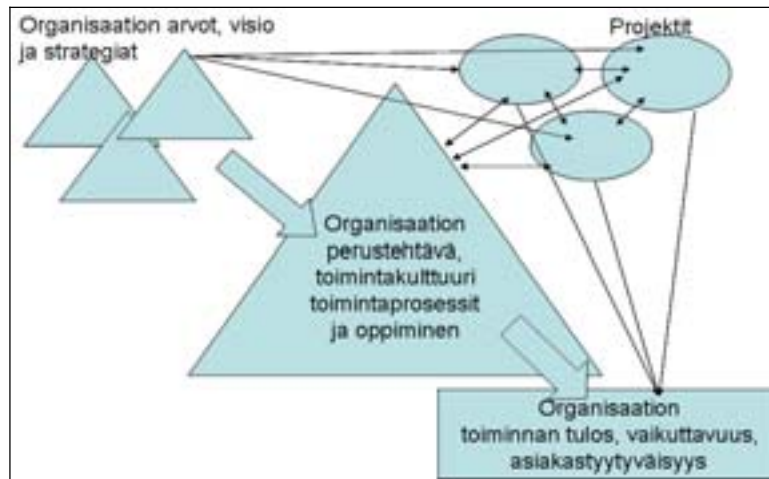 Organisaation arvot, visio
ja strategiat
Projektit
Organisaation
perustehtävä,
toimintakulttuuri
toimintaprosessit
ja oppiminen
Organisaation
toiminnan tulos, vaikuttavuus,
asiakastyytyväisyys